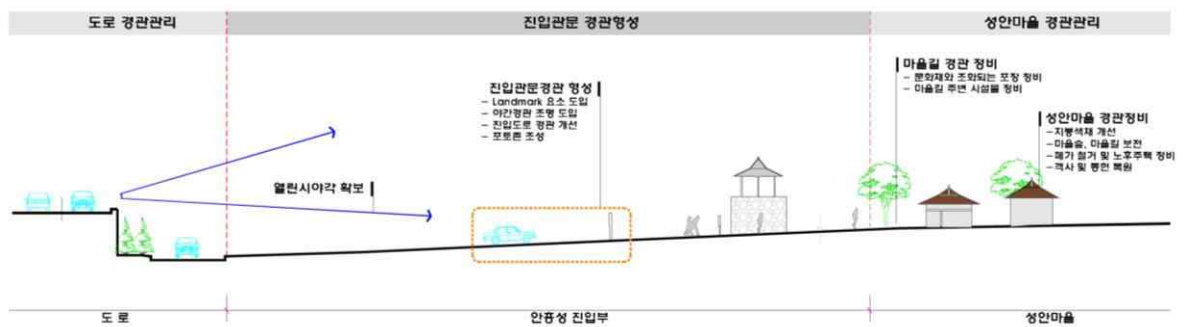 도로 경관관리
진입관문 경관형성
성안마을 경관관리
진입관문경관 형성
– Landmark 요소 도입
– 야간경관 조명 도입
– 진입도로 경관 개선
– 포토존 조성
열린시야각 확보
마을길 경관 정비
– 문화재와 조화되는 포장 정비
– 마을길 주변 시설물 정비
성안마을 경관정비
–지붕색채 개선
–마을숲, 마을길 보전
–폐가 철거 및 노후주택 정비
–객사 및 동헌 복원
도 로
안흥성 진입부
성안마을